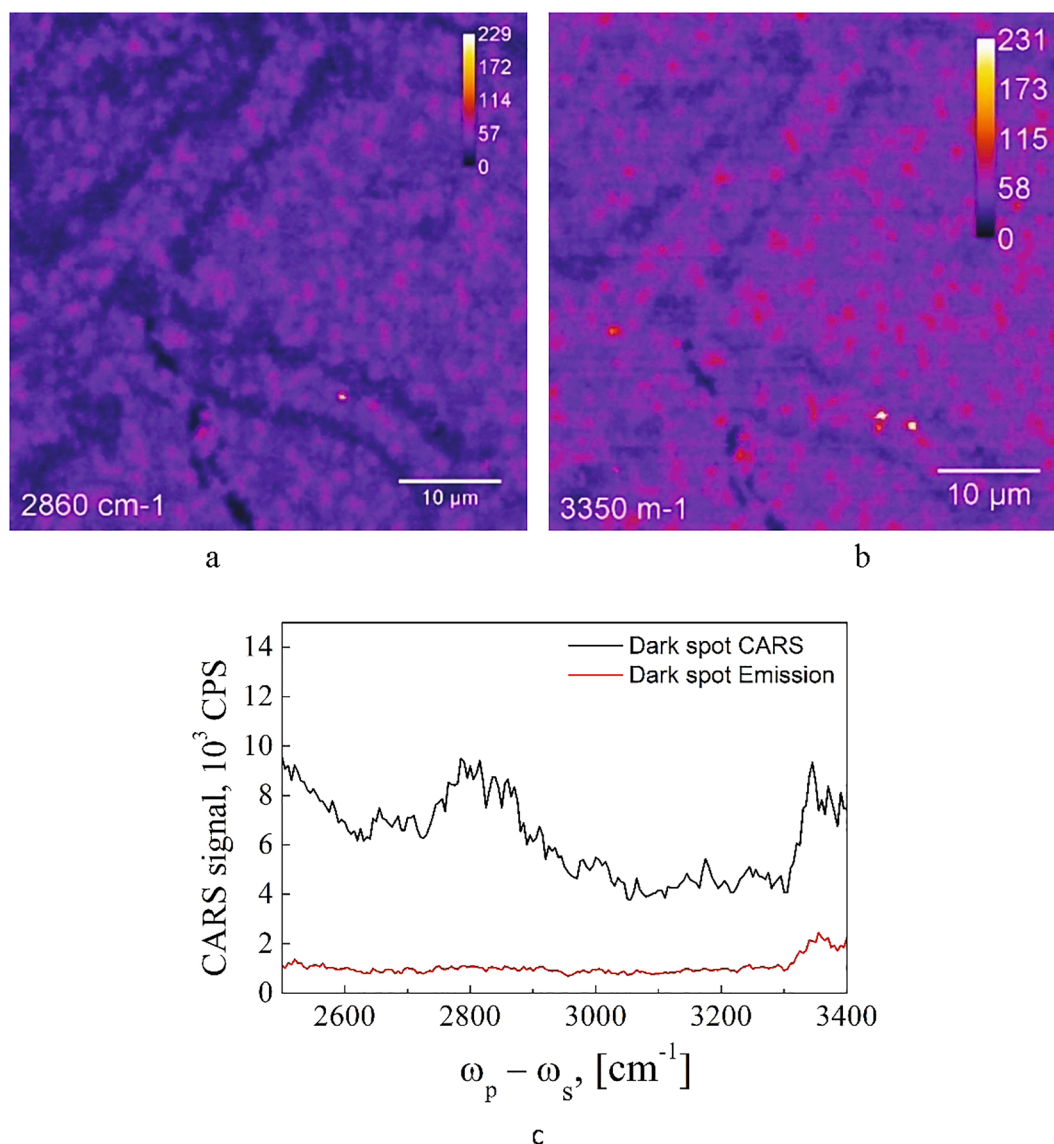 229
172
114
57
0
10 µm
2860 cm-1
a
231
173
115
58
0
10 µm
3350 m-1
b
Dark spot CARS
Dark spot Emission
CARS signal, 10³ CPS
14
12
10
8
6
4
2
0
2600 2800 3000 3200 3400
ωp − ωs, [cm⁻¹]
c